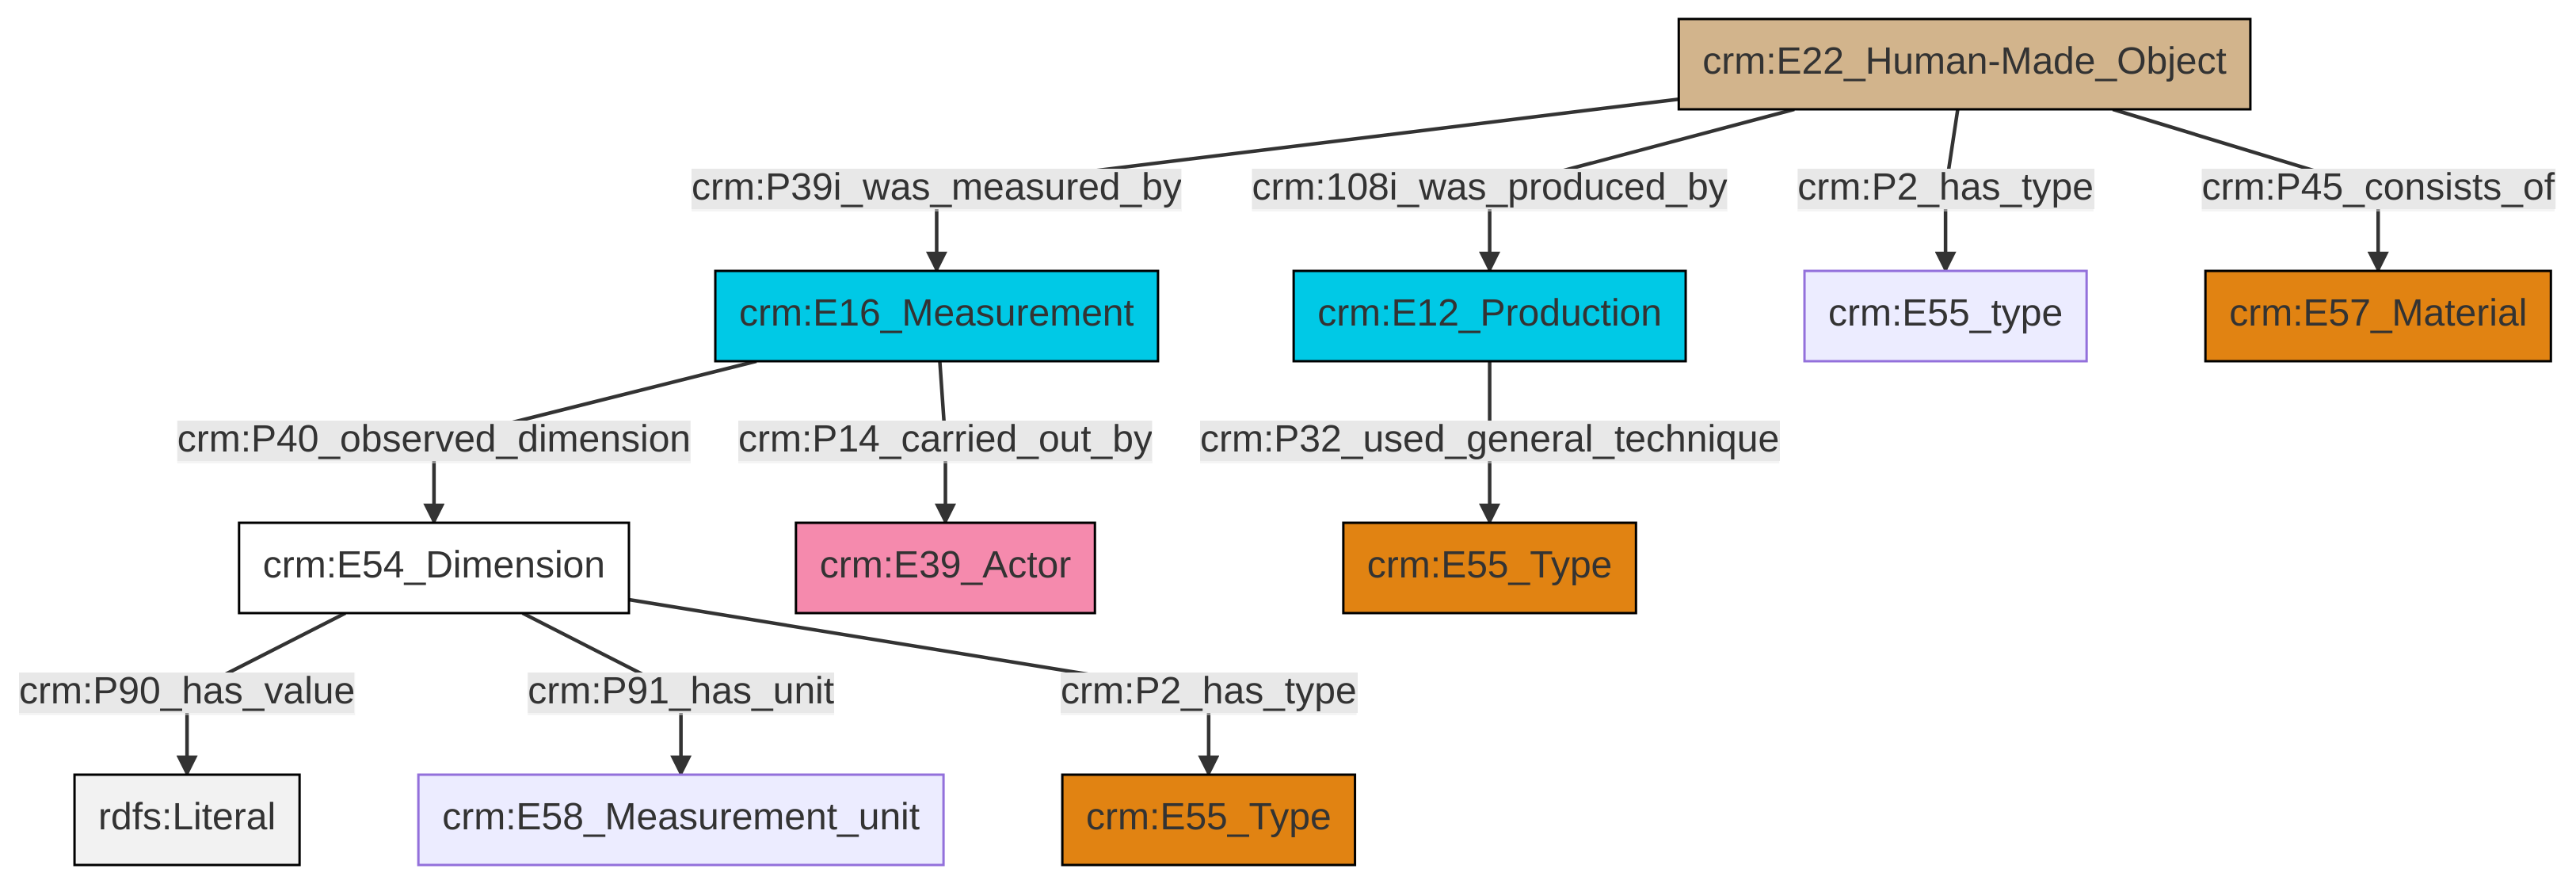 crm:E22_Human-Made_Object
crm:P39i_was_measured_by
crm:108i_was_produced_by
crm:P2_has_type
crm:P45_consists_of
crm:E16_Measurement
crm:E12_Production
crm:E55_type
crm:E57_Material
crm:P40_observed_dimension
crm:P14_carried_out_by
crm:P32_used_general_technique
crm:E54_Dimension
crm:E39_Actor
crm:E55_Type
crm:P90_has_value
crm:P91_has_unit
crm:P2_has_type
rdfs:Literal
crm:E58_Measurement_unit
crm:E55_Type